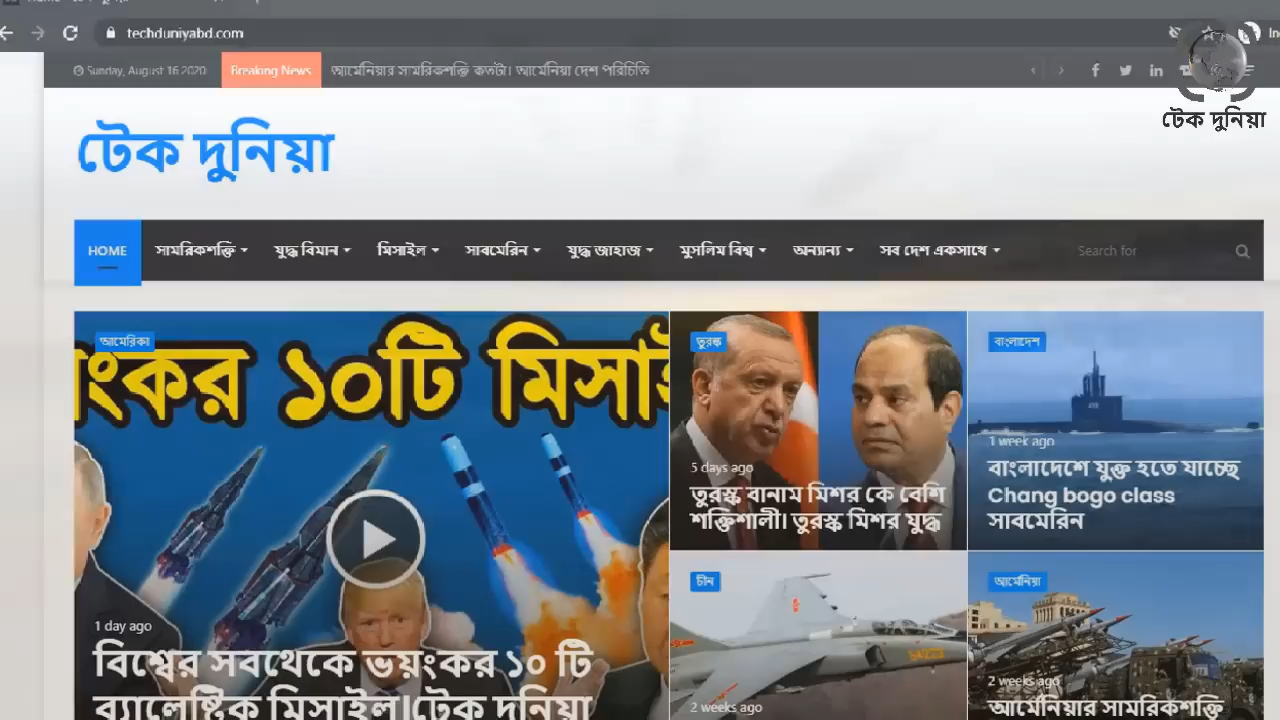 techduniyabd.com
Sunday, August 16 2020
Breaking News
আর্মেনিয়ার সামরিকশক্তি কতটা। আর্মেনিয়া দেশ পরিচিতি
টেক দুনিয়া
টেক দুনিয়া
HOME
সামরিকশক্তি
যুদ্ধ বিমান
মিসাইল
সাবমেরিন
যুদ্ধ জাহাজ
মুসলিম বিশ্ব
অন্যান্য
সব দেশ একসাথে
Search for
আমেরিকা
ংকর ১০টি মিসাই
1 day ago
বিশ্বের সবথেকে ভয়ংকর ১০ টি
ব্যালেষ্টিক মিসাইল।টেক দুনিয়া
তুরস্ক
5 days ago
তুরস্ক বানাম মিশর কে বেশি
শক্তিশালী। তুরস্ক মিশর যুদ্ধ
বাংলাদেশ
1 week ago
বাংলাদেশে যুক্ত হতে যাচ্ছে
Chang bogo class
সাবমেরিন
চীন
2 weeks ago
আর্মেনিয়া
2 weeks ago
আর্মেনিয়ার সামরিকশক্তি